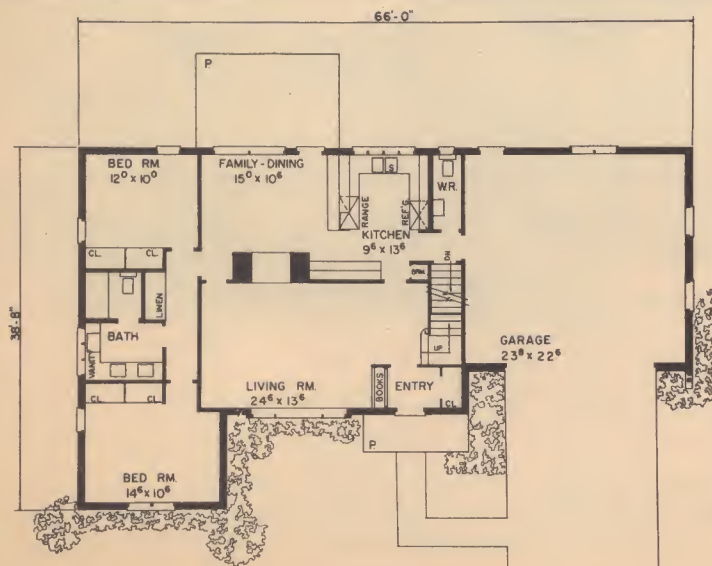 66'-0"
P.
BED RM.
12⁰ x 10⁰
FAMILY-DINING
15⁰ x 10⁶
S
W.R.
RANGE
REF'G
KITCHEN
9⁶ x 13⁶
CL.
CL.
DN
BRM.
LINEN
38'-8"
BATH
VANITY
UP
GARAGE
23⁸ x 22⁶
LIVING RM.
24⁶ x 13⁶
BOOKS
ENTRY
CL.
CL.
CL.
P.
BED RM.
14⁶ x 10⁶